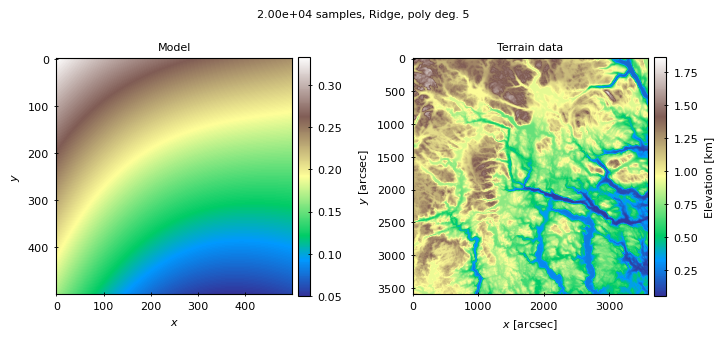 2.00e+04 samples, Ridge, poly deg. 5
Model
0
100
200
300
400
y
0 100 200 300 400
x
0.30
0.25
0.20
0.15
0.10
0.05
Terrain data
0
500
1000
1500
2000
2500
3000
3500
y [arcsec]
0 1000 2000 3000
x [arcsec]
1.75
1.50
1.25
1.00
0.75
0.50
0.25
Elevation [km]